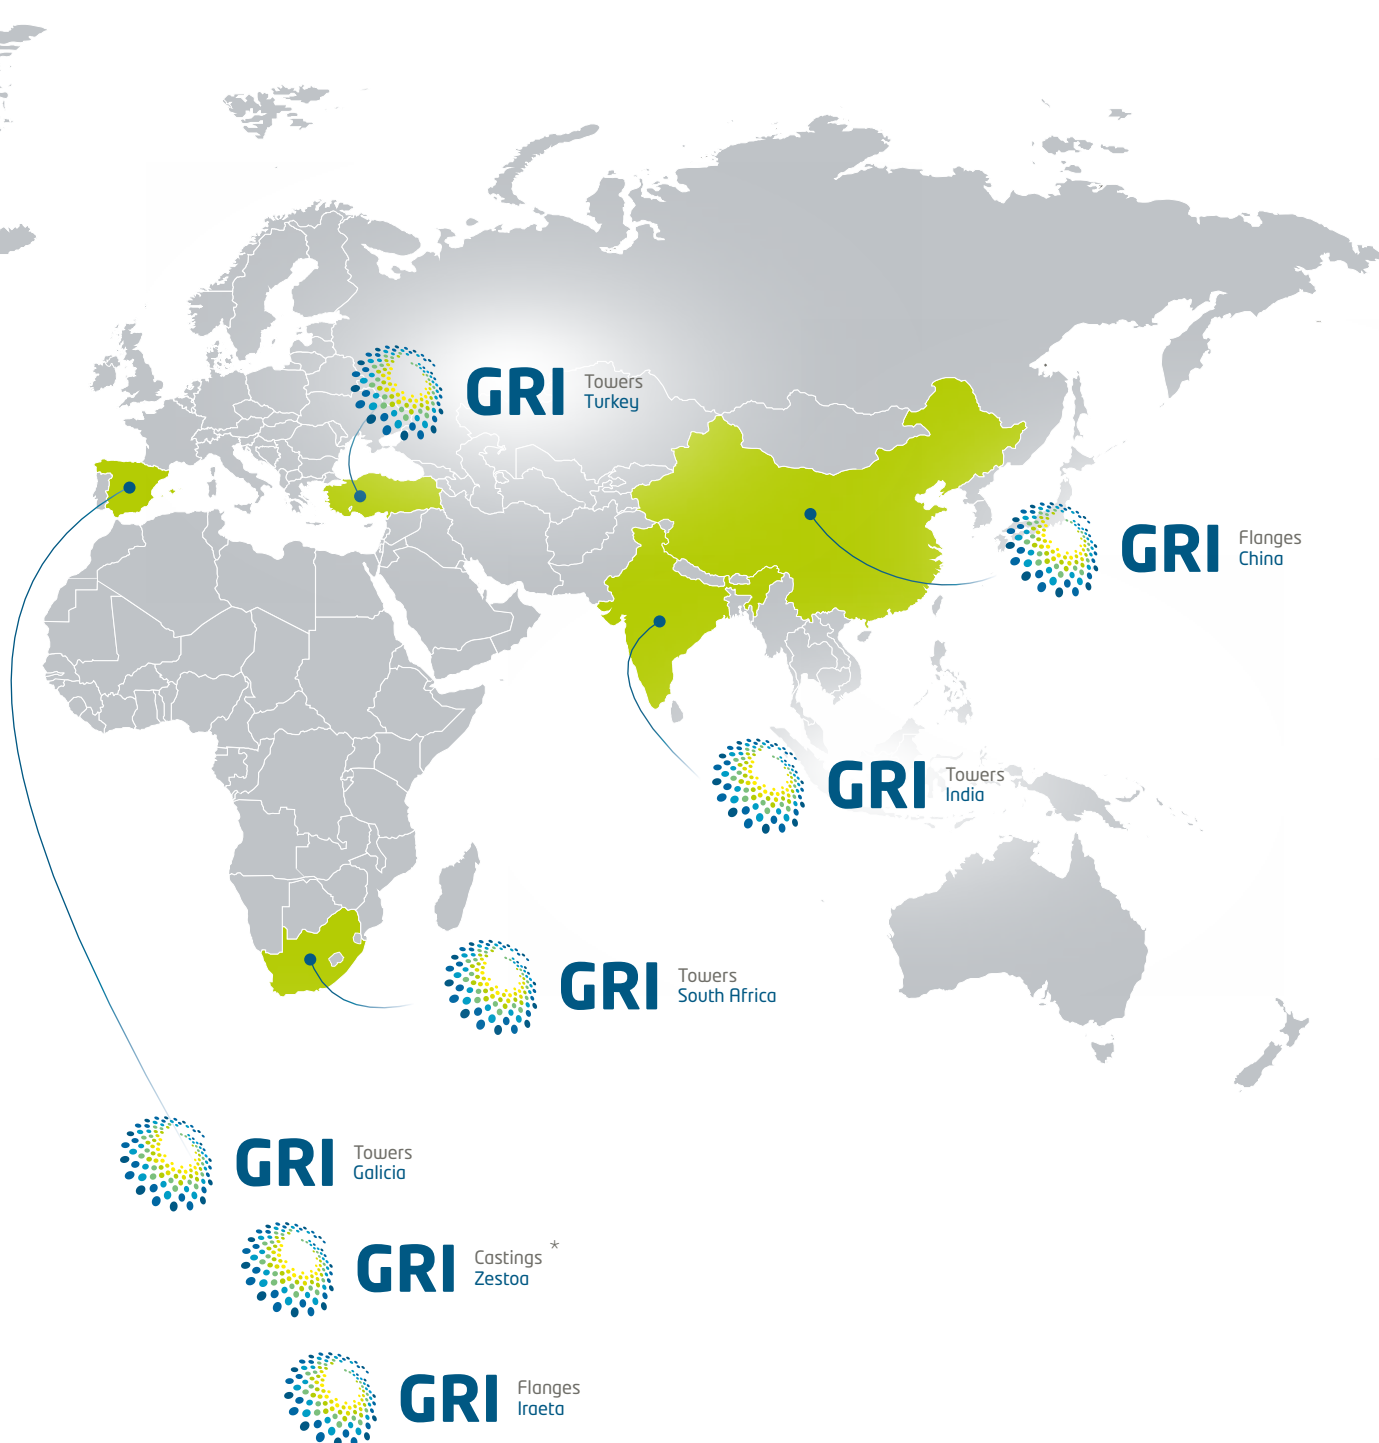 GRI Towers
Turkey
GRI Flanges
China
GRI Towers
India
GRI Towers
South Africa
GRI Towers
Galicia
GRI Castings *
Zestoa
GRI Flanges
Iraeta